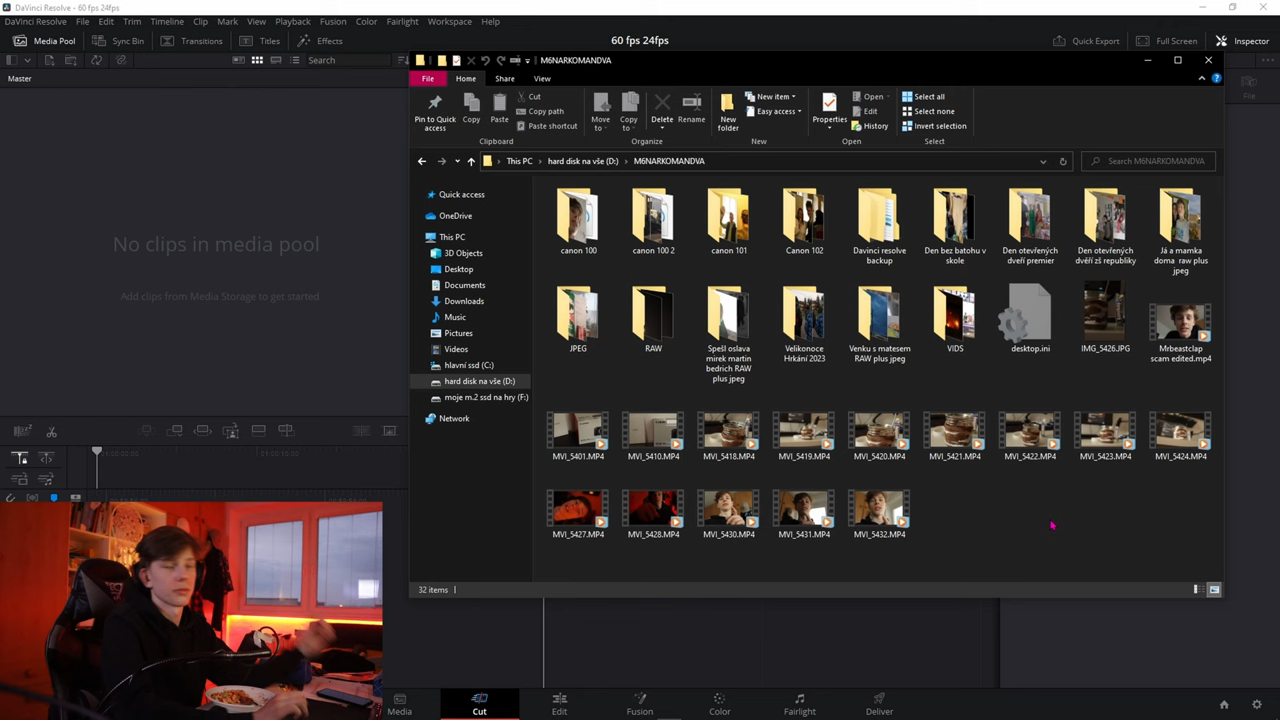 DaVinci Resolve - 60 fps 24fps
DaVinci Resolve File Edit Trim Timeline Clip Mark View Playback Fusion Color Fairlight Workspace Help
Media Pool Sync Bin Transitions Titles Effects
60 fps 24fps
Quick Export Full Screen Inspector
Search
Master
File
No clips in media pool
Add clips from Media Storage to get started
M6NARKOMANDVA
File Home Share View
Pin to Quick access
Copy
Paste
Cut
Copy path
Paste shortcut
Clipboard
Move to
Copy to
Delete
Rename
Organize
New folder
New item
Easy access
New
Properties
Open
Edit
History
Open
Select all
Select none
Invert selection
Select
This PC > hard disk na vše (D:) > M6NARKOMANDVA
Search M6NARKOMANDVA
Quick access
OneDrive
This PC
3D Objects
Desktop
Documents
Downloads
Music
Pictures
Videos
hlavní ssd (C:)
hard disk na vše (D:)
moje m.2 ssd na hry (F:)
Network
canon 100
canon 100 2
canon 101
Canon 102
Davinci resolve backup
Den bez batohu v skole
Den otevřených dveří premier
Den otevřených dvěří zš republiky
Já a mamka doma raw plus jpeg
JPEG
RAW
Spešl oslava mirek martin bedrich RAW plus jpeg
Velikonoce Hrkání 2023
Venku s matesem RAW plus jpeg
VIDS
desktop.ini
IMG_5426.JPG
Mrbeastclap scam edited.mp4
MVI_5401.MP4
MVI_5410.MP4
MVI_5418.MP4
MVI_5419.MP4
MVI_5420.MP4
MVI_5421.MP4
MVI_5422.MP4
MVI_5423.MP4
MVI_5424.MP4
MVI_5427.MP4
MVI_5428.MP4
MVI_5430.MP4
MVI_5431.MP4
MVI_5432.MP4
32 items
Media Cut Edit Fusion Color Fairlight Deliver